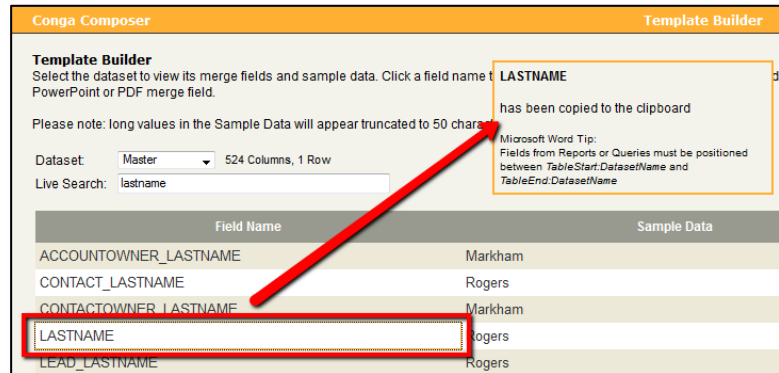 Conga Composer
Template Builder
Template Builder
Select the dataset to view its merge fields and sample data. Click a field name t
PowerPoint or PDF merge field.
Please note: long values in the Sample Data will appear truncated to 50 charac
LASTNAME
has been copied to the clipboard
Microsoft Word Tip:
Fields from Reports or Queries must be positioned
between TableStart:DatasetName and
TableEnd:DatasetName
Dataset: Master 524 Columns, 1 Row
Live Search: lastname
Field Name Sample Data
ACCOUNTOWNER_LASTNAME Markham
CONTACT_LASTNAME Rogers
CONTACTOWNER_LASTNAME Markham
LASTNAME Rogers
LEAD_LASTNAME Rogers